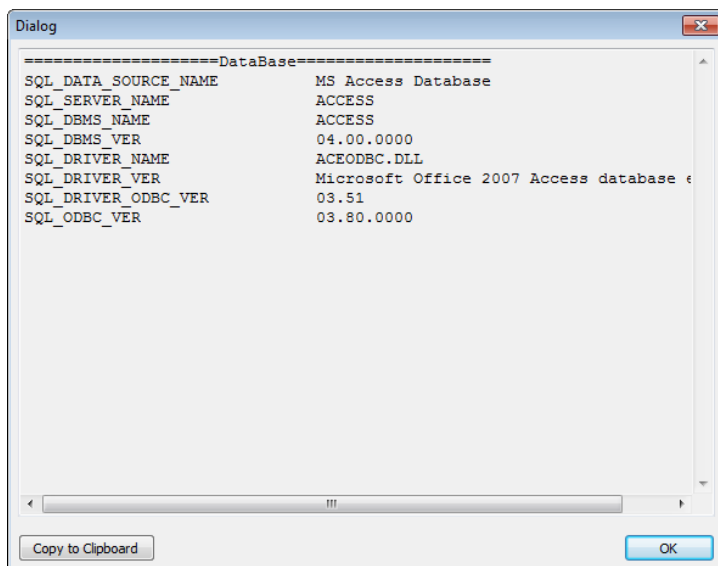 Dialog
====================DataBase====================
SQL_DATA_SOURCE_NAME MS Access Database
SQL_SERVER_NAME ACCESS
SQL_DBMS_NAME ACCESS
SQL_DBMS_VER 04.00.0000
SQL_DRIVER_NAME ACEODBC.DLL
SQL_DRIVER_VER Microsoft Office 2007 Access database
SQL_DRIVER_ODBC_VER 03.51
SQL_ODBC_VER 03.80.0000
Copy to Clipboard
OK